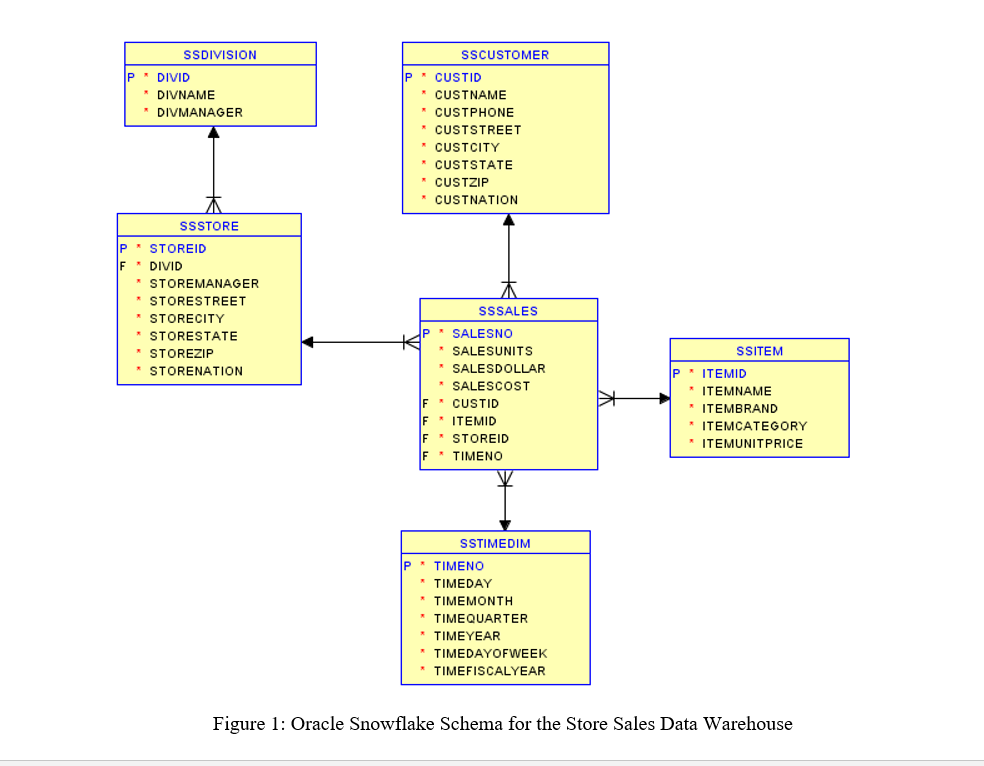 SSDIVISION
P * DIVID
* DIVNAME
* DIVMANAGER
SSCUSTOMER
P * CUSTID
* CUSTNAME
* CUSTPHONE
* CUSTSTREET
* CUSTCITY
* CUSTSTATE
* CUSTZIP
* CUSTNATION
SSSTORE
P * STOREID
F * DIVID
* STOREMANAGER
* STORESTREET
* STORECITY
* STORESTATE
* STOREZIP
* STORENATION
SSSALES
P * SALESNO
* SALESUNITS
* SALESDOLLAR
* SALESCOST
F * CUSTID
F * ITEMID
F * STOREID
F * TIMENO
SSITEM
P * ITEMID
* ITEMNAME
* ITEMBRAND
* ITEMCATEGORY
* ITEMUNITPRICE
SSTIMEDIM
P * TIMENO
* TIMEDAY
* TIMEMONTH
* TIMEQUARTER
* TIMEYEAR
* TIMEDAYOFWEEK
* TIMEFISCALYEAR
Figure 1: Oracle Snowflake Schema for the Store Sales Data Warehouse